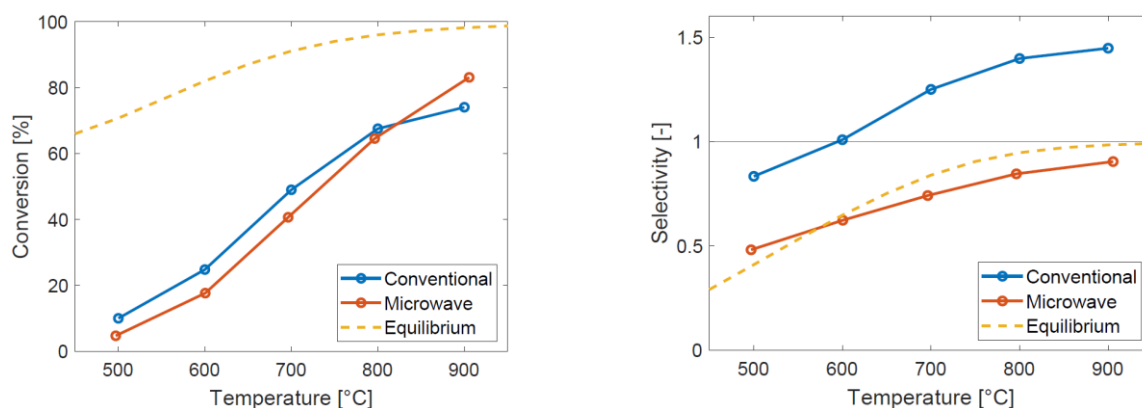 100
80
60
40
20
0
Conversion [%]
500 600 700 800 900
Temperature [°C]
Conventional
Microwave
Equilibrium
1.5
1
0.5
0
Selectivity [-]
500 600 700 800 900
Temperature [°C]
Conventional
Microwave
Equilibrium